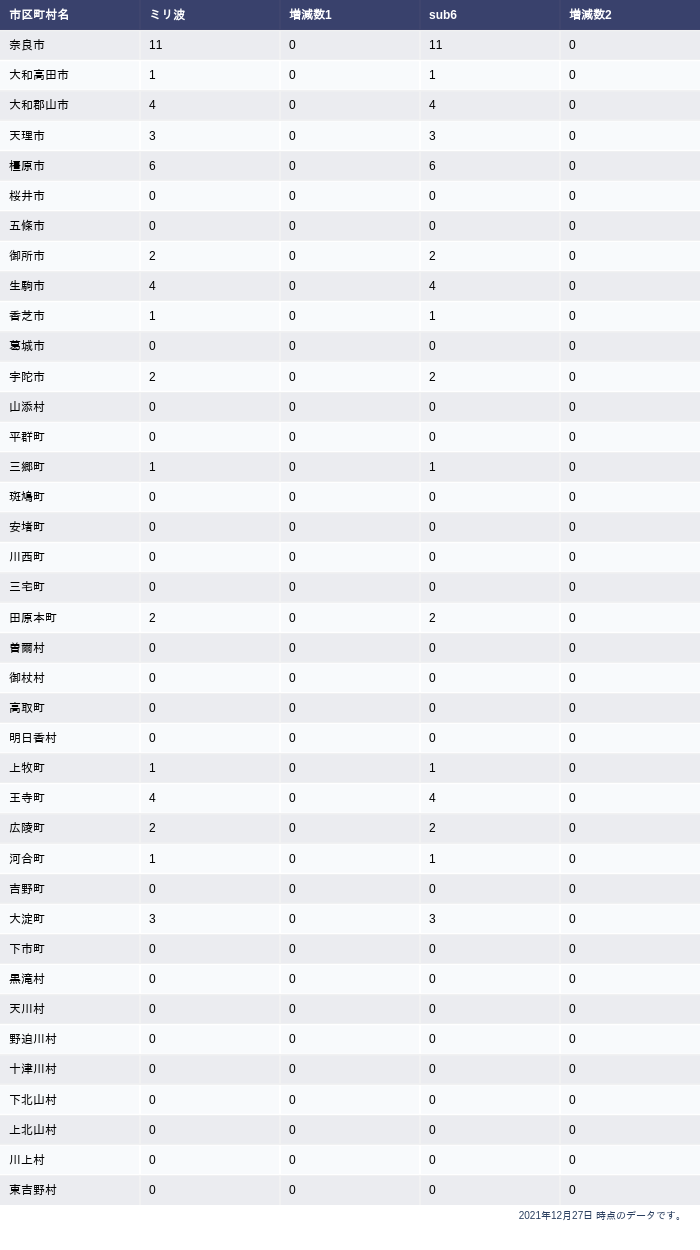 市区町村名 ミリ波 増減数1 sub6 増減数2
奈良市 11 0 11 0
大和高田市 1 0 1 0
大和郡山市 4 0 4 0
天理市 3 0 3 0
橿原市 6 0 6 0
桜井市 0 0 0 0
五條市 0 0 0 0
御所市 2 0 2 0
生駒市 4 0 4 0
香芝市 1 0 1 0
葛城市 0 0 0 0
宇陀市 2 0 2 0
山添村 0 0 0 0
平群町 0 0 0 0
三郷町 1 0 1 0
斑鳩町 0 0 0 0
安堵町 0 0 0 0
川西町 0 0 0 0
三宅町 0 0 0 0
田原本町 2 0 2 0
曽爾村 0 0 0 0
御杖村 0 0 0 0
高取町 0 0 0 0
明日香村 0 0 0 0
上牧町 1 0 1 0
王寺町 4 0 4 0
広陵町 2 0 2 0
河合町 1 0 1 0
吉野町 0 0 0 0
大淀町 3 0 3 0
下市町 0 0 0 0
黒滝村 0 0 0 0
天川村 0 0 0 0
野迫川村 0 0 0 0
十津川村 0 0 0 0
下北山村 0 0 0 0
上北山村 0 0 0 0
川上村 0 0 0 0
東吉野村 0 0 0 0
2021年12月27日 時点のデータです。